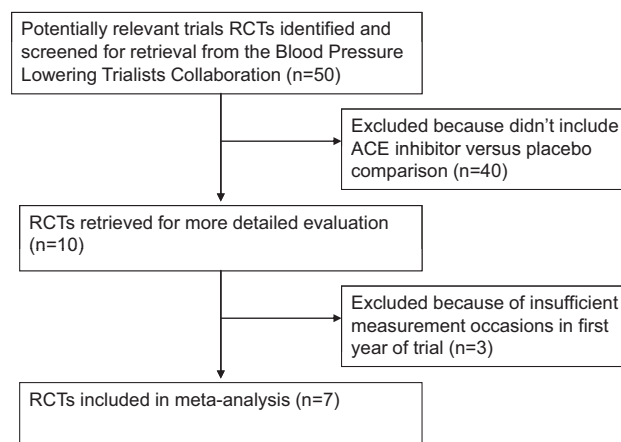 Potentially relevant trials RCTs identified and
screened for retrieval from the Blood Pressure
Lowering Trialists Collaboration (n=50)
Excluded because didn't include
ACE inhibitor versus placebo
comparison (n=40)
RCTs retrieved for more detailed evaluation
(n=10)
Excluded because of insufficient
measurement occasions in first
year of trial (n=3)
RCTs included in meta-analysis (n=7)